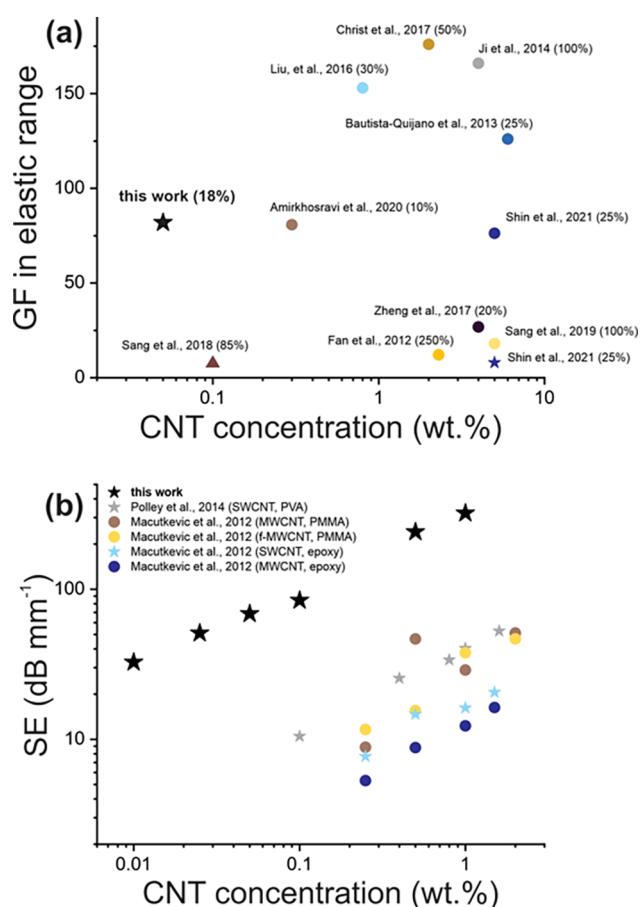 (a)
Christ et al., 2017 (50%)
Ji et al., 2014 (100%)
Liu, et al., 2016 (30%)
150
Bautista-Quijano et al., 2013 (25%)
this work (18%)
100
Amirkhosravi et al., 2020 (10%)
Shin et al., 2021 (25%)
GF in elastic range
50
Zheng et al., 2017 (20%)
Sang et al., 2018 (85%)
Fan et al., 2012 (250%)
Sang et al., 2019 (100%)
Shin et al., 2021 (25%)
0
0.1
1
10
CNT concentration (wt.%)
(b)
this work
Polley et al., 2014 (SWCNT, PVA)
Macutkevic et al., 2012 (MWCNT, PMMA)
Macutkevic et al., 2012 (f-MWCNT, PMMA)
Macutkevic et al., 2012 (SWCNT, epoxy)
Macutkevic et al., 2012 (MWCNT, epoxy)
100
SE (dB mm⁻¹)
10
0.01
0.1
1
CNT concentration (wt.%)